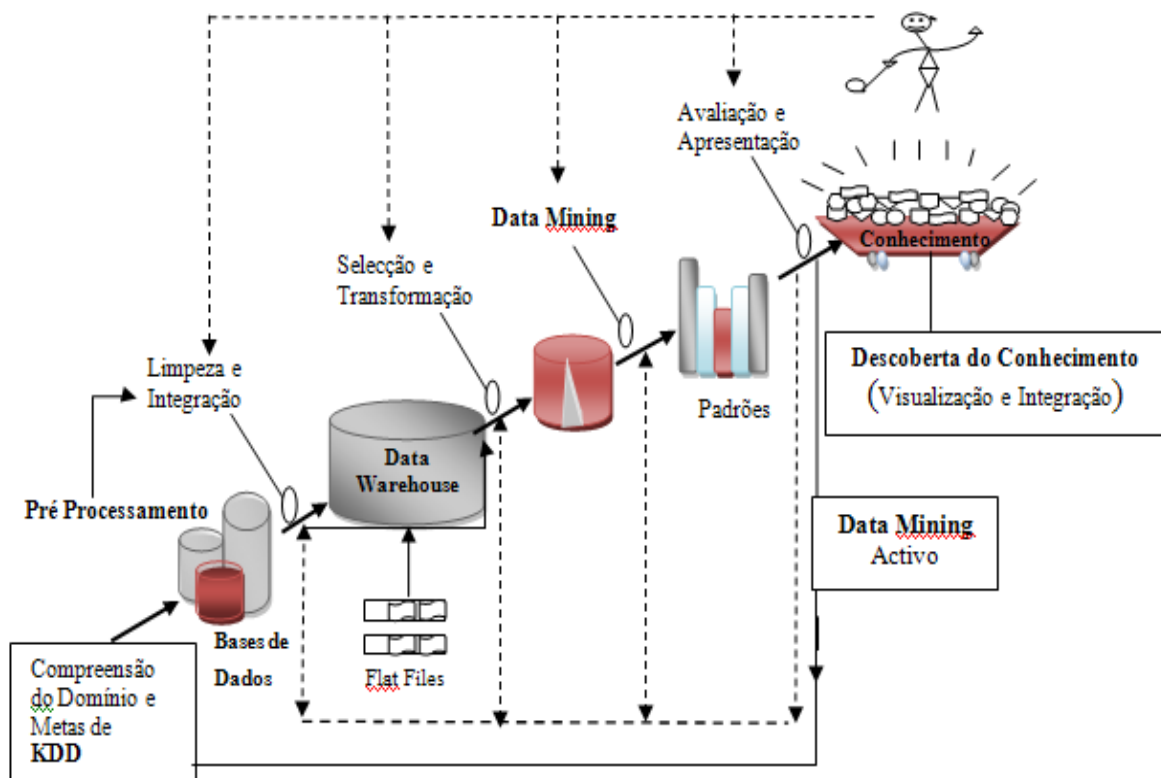 Avaliação e
Apresentação
Data Mining
Conhecimento
Selecção e
Transformação
Descoberta do Conhecimento
(Visualização e Integração)
Limpeza e
Integração
Padrões
Data
Warehouse
Pré Processamento
Data Mining
Activo
Bases de
Dados
Flat Files
Compreensão
do Domínio e
Metas de
KDD